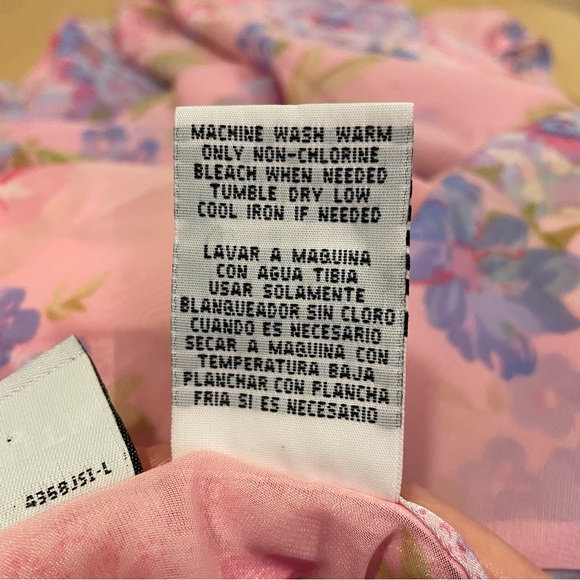 MACHINE WASH WARM
ONLY NON-CHLORINE
BLEACH WHEN NEEDED
TUMBLE DRY LOW
COOL IRON IF NEEDED
LAVAR A MAQUINA
CON AGUA TIBIA
USAR SOLAMENTE
BLANQUEADOR SIN CLORO
CUANDO ES NECESARIO
SECAR A MAQUINA CON
TEMPERATURA BAJA
PLANCHAR CON PLANCHA
FRIA SI ES NECESARIO
4368JSI-L